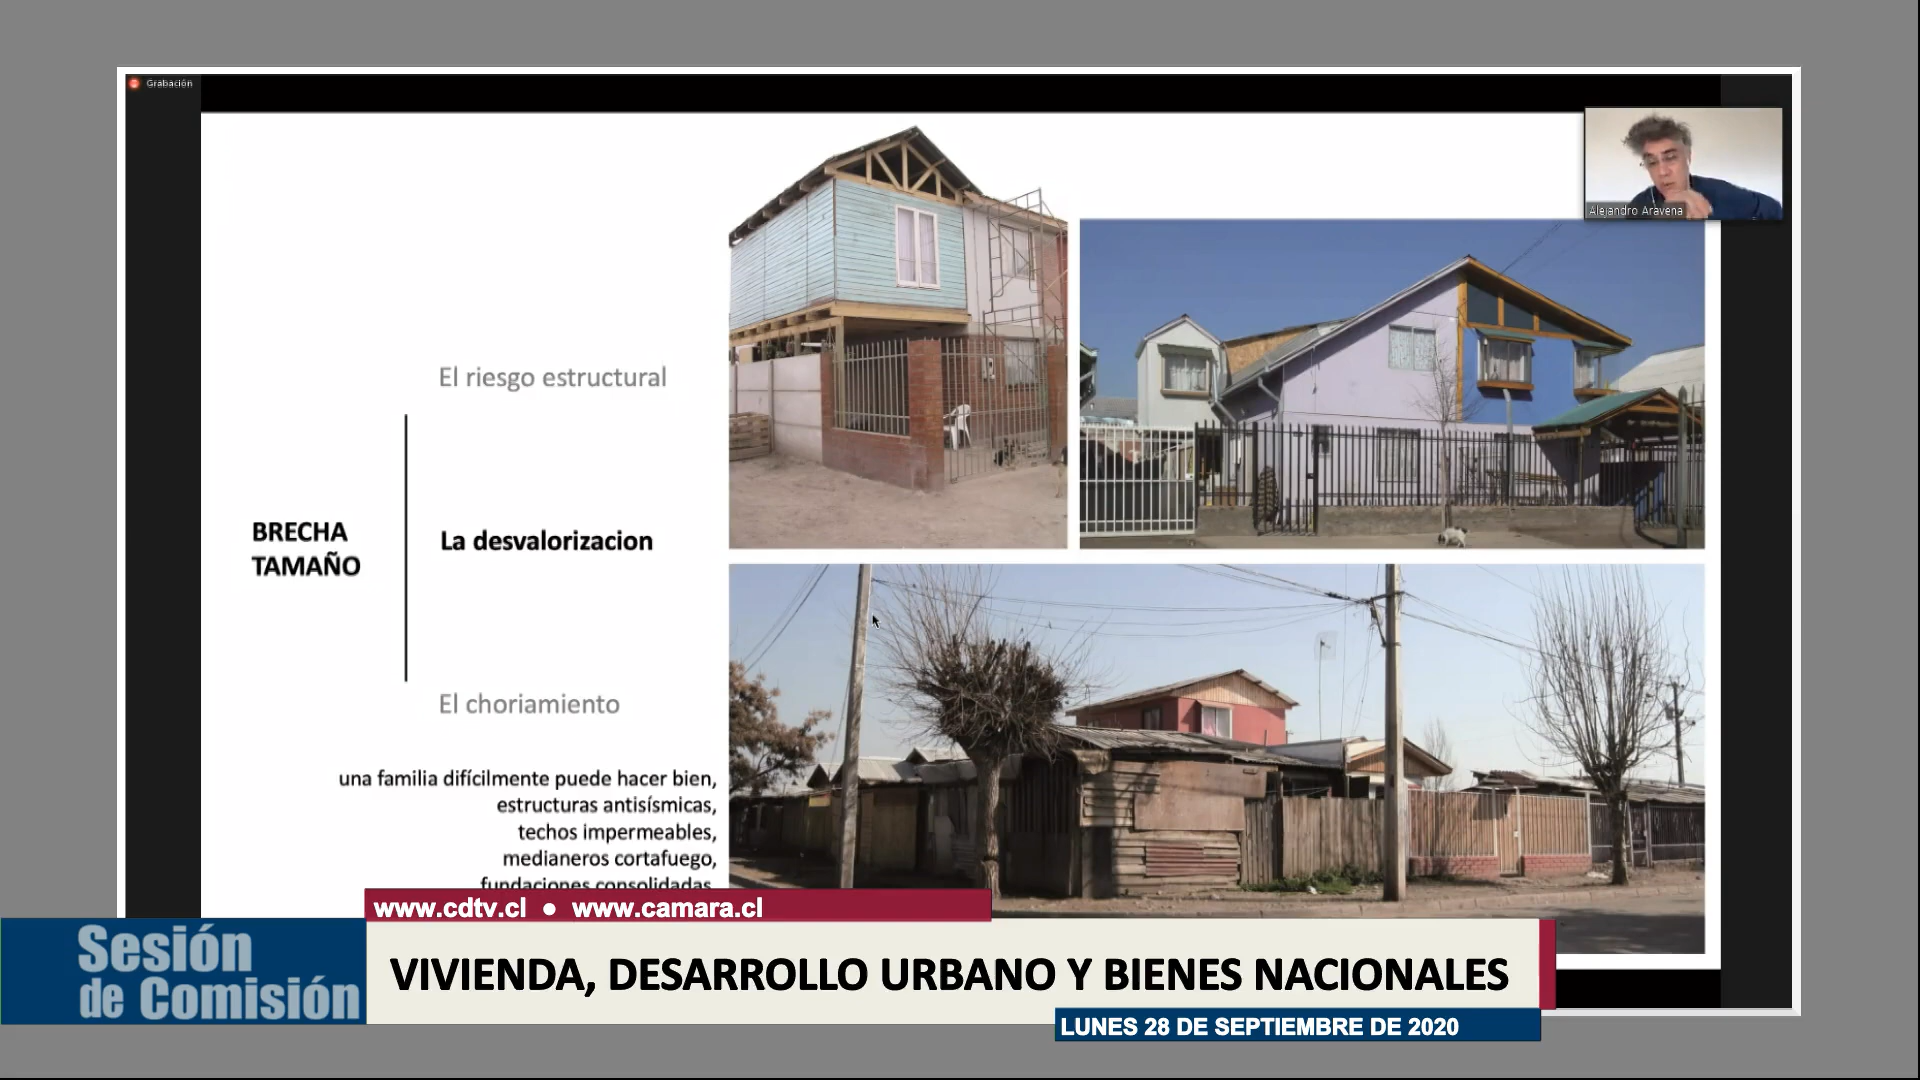 Grabación
Alejandro Aravena
El riesgo estructural
BRECHA
TAMAÑO
La desvalorizacion
El choriamiento
una familia difícilmente puede hacer bien,
estructuras antisísmicas,
techos impermeables,
medianeros cortafuego,
fundaciones consolidadas.
www.cdtv.cl ● www.camara.cl
Sesión
de Comisión
VIVIENDA, DESARROLLO URBANO Y BIENES NACIONALES
LUNES 28 DE SEPTIEMBRE DE 2020